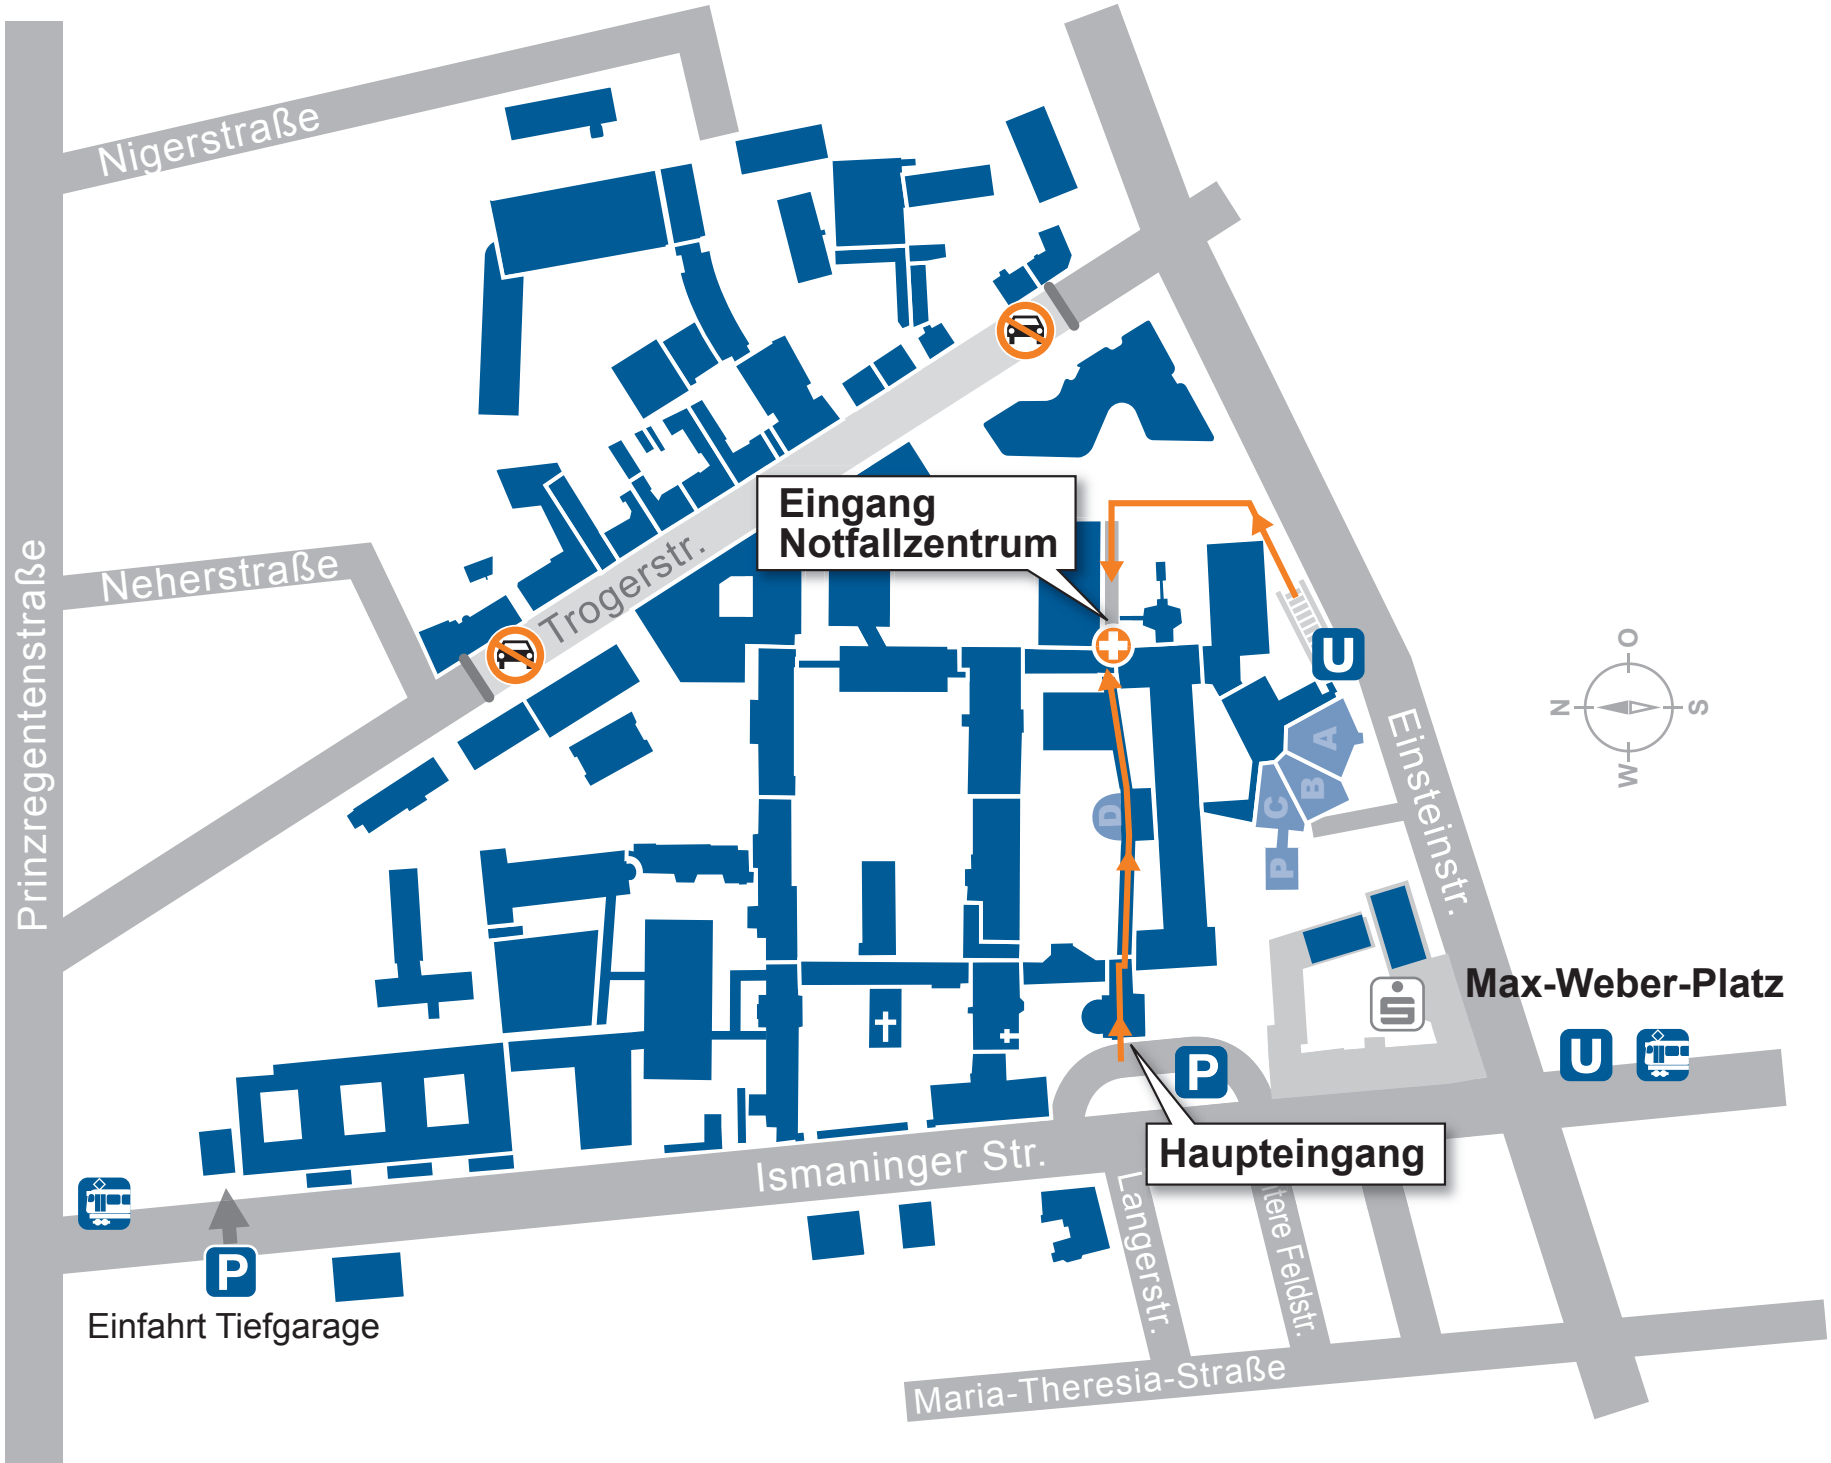 Nigerstraße
Neherstraße
Prinzregentenstraße
Trogerstr.
Eingang
Notfallzentrum
U
O
N
S
W
A
B
C
D
P
Einsteinstr.
Max-Weber-Platz
U
S
P
Haupteingang
Ismaninger Str.
Langerstr.
Feldstr.
P
Einfahrt Tiefgarage
Maria-Theresia-Straße